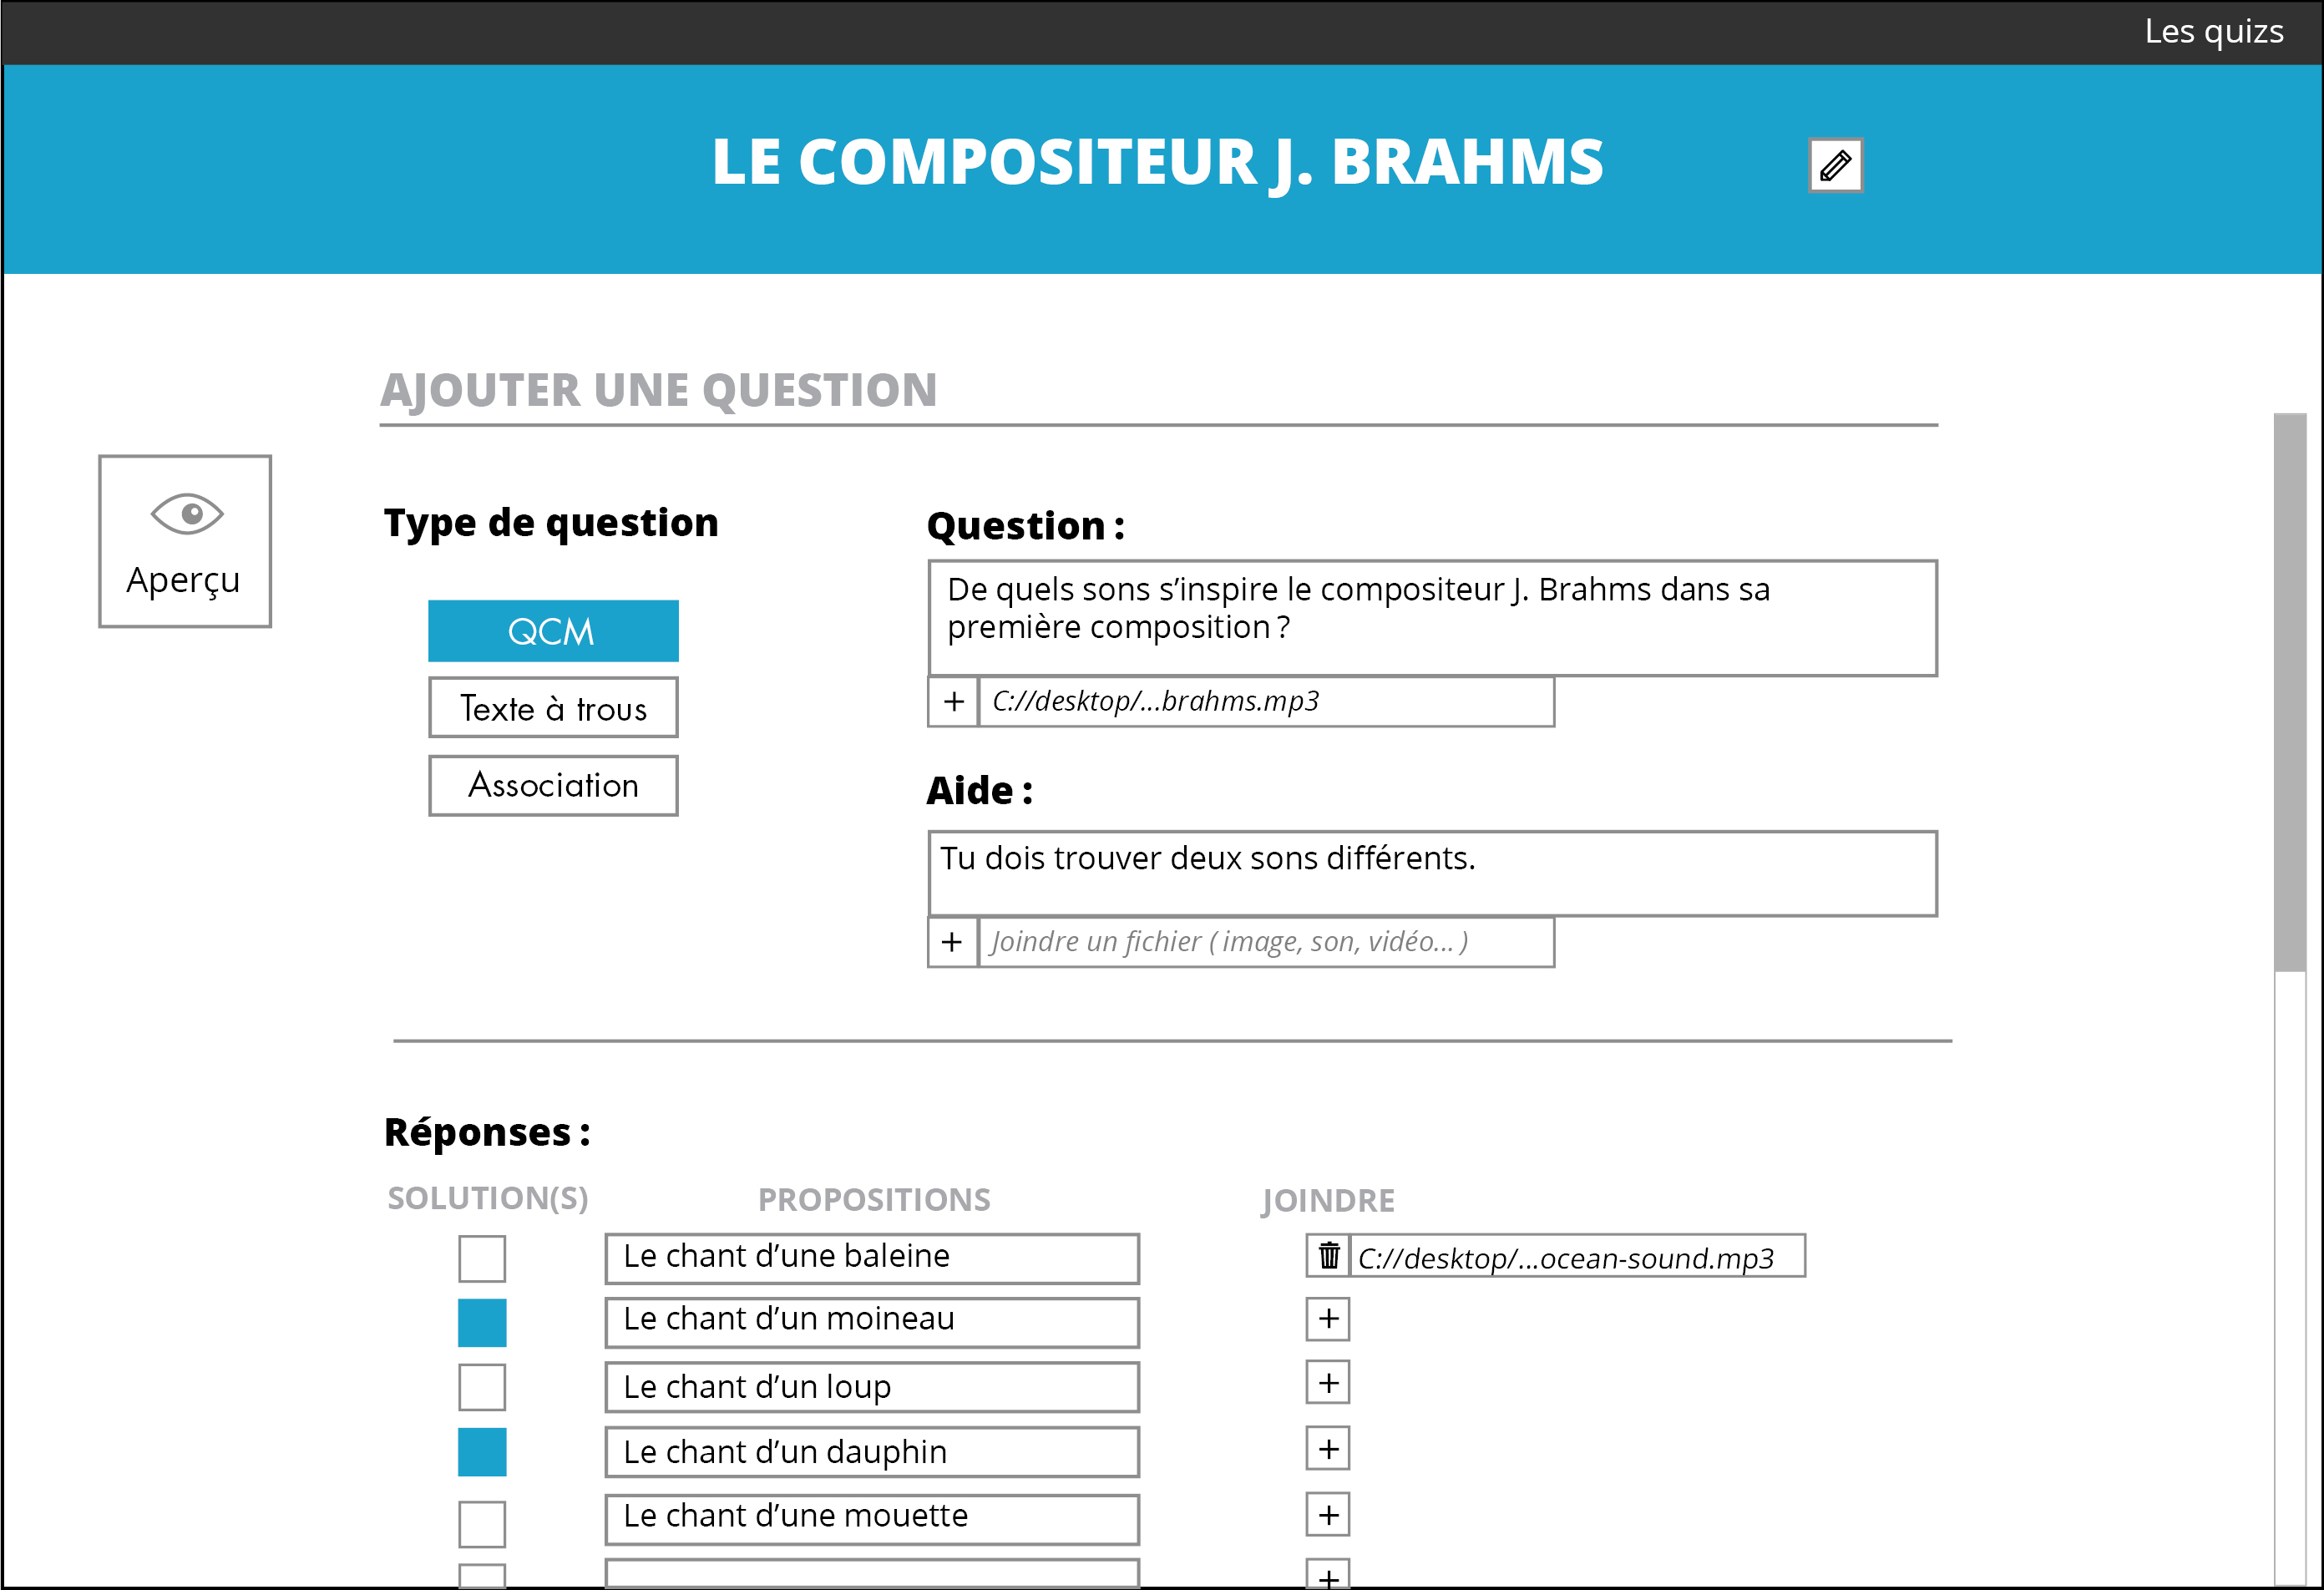 Les quizs
LE COMPOSITEUR J. BRAHMS
AJOUTER UNE QUESTION
Aperçu
Type de question
QCM
Texte à trous
Association
Question :
De quels sons s’inspire le compositeur J. Brahms dans sa
première composition ?
+ C://desktop/...brahms.mp3
Aide :
Tu dois trouver deux sons différents.
+ Joindre un fichier ( image, son, vidéo... )
Réponses :
SOLUTION(S) PROPOSITIONS JOINDRE
Le chant d’une baleine C://desktop/...ocean-sound.mp3
Le chant d’un moineau +
Le chant d’un loup +
Le chant d’un dauphin +
Le chant d’une mouette +
+